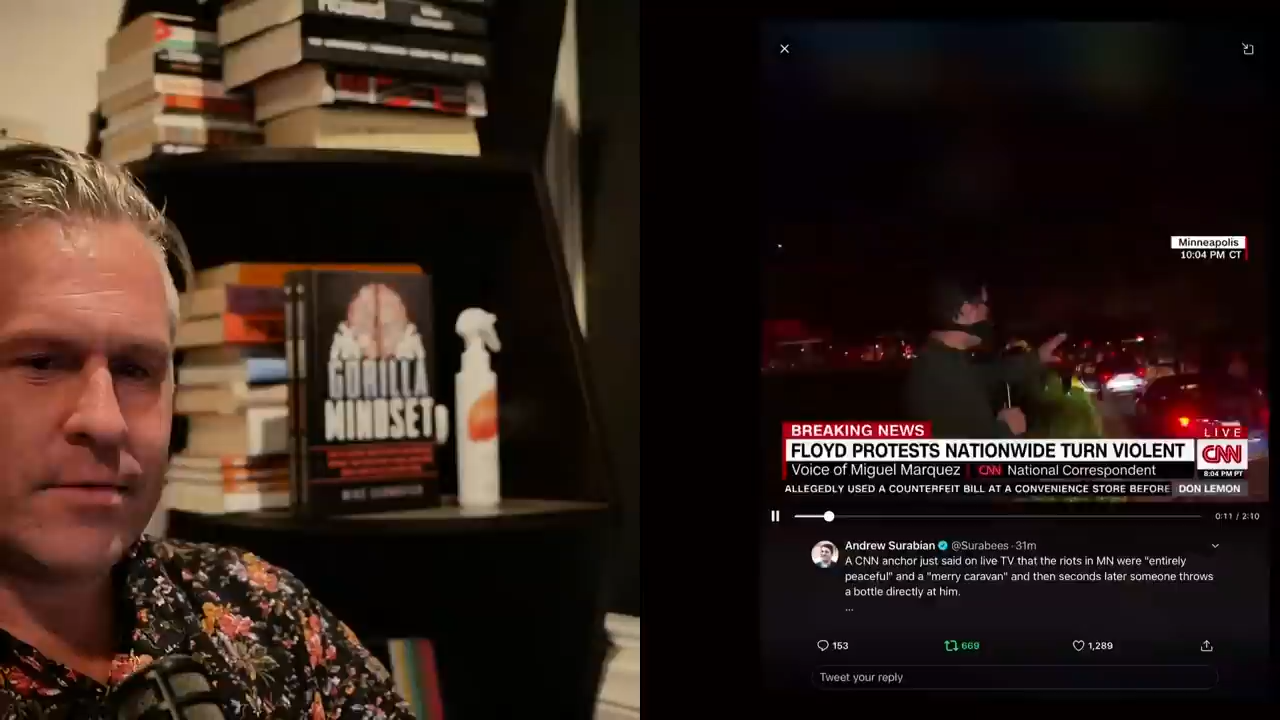 GORILLA
MINDSET
Minneapolis
10:04 PM CT
BREAKING NEWS
LIVE
FLOYD PROTESTS NATIONWIDE TURN VIOLENT
CNN
Voice of Miguel Marquez CNN National Correspondent
8:04 PM PT
ALLEGEDLY USED A COUNTERFEIT BILL AT A CONVENIENCE STORE BEFORE DON LEMON
0:11 / 2:10
Andrew Surabian @Surabees · 31m
A CNN anchor just said on live TV that the riots in MN were "entirely
peaceful" and a "merry caravan" and then seconds later someone throws
a bottle directly at him.
...
153 669 1,289
Tweet your reply